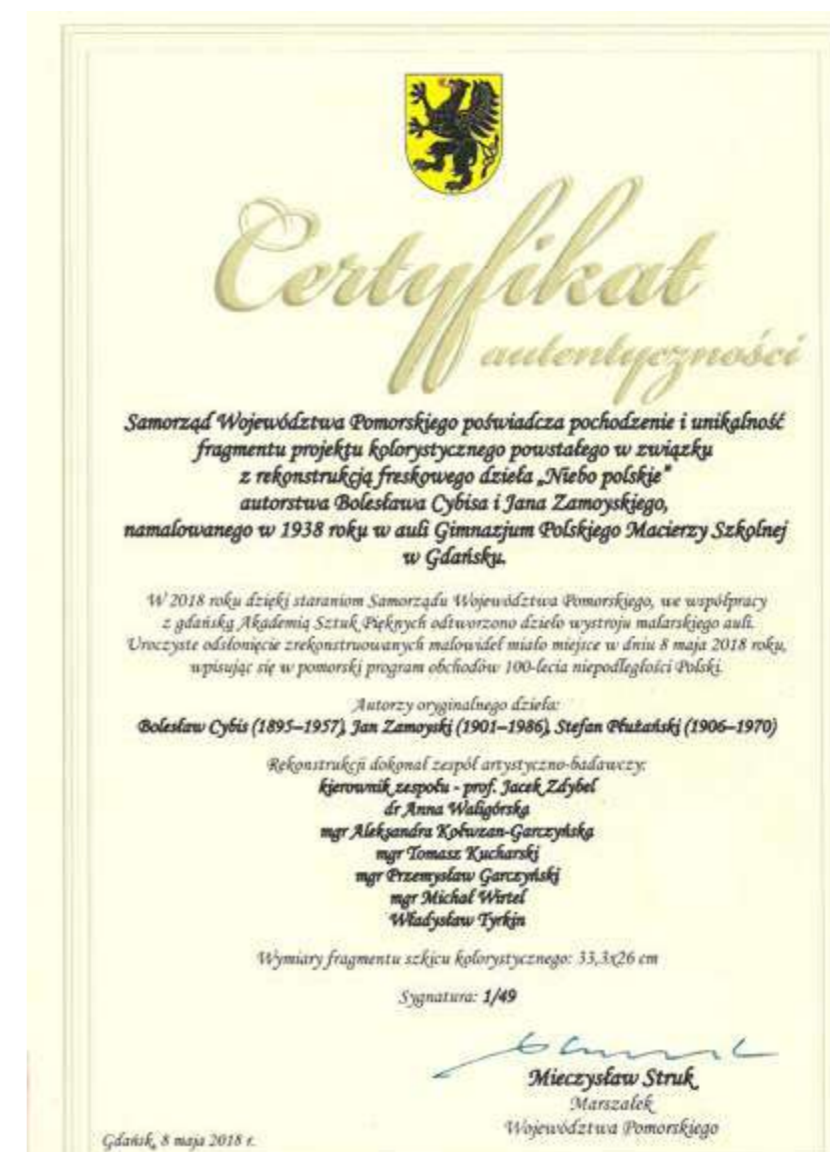 Certyfikat
autentyczności
Samorząd Województwa Pomorskiego poświadcza pochodzenie i unikalność
fragmentu projektu kolorystycznego powstałego w związku
z rekonstrukcją freskowego dzieła „Niebo polskie"
autorstwa Bolesława Cybisa i Jana Zamoyskiego,
namalowanego w 1938 roku w auli Gimnazjum Polskiego Macierzy Szkolnej
w Gdańsku.
W 2018 roku dzięki staraniom Samorządu Województwa Pomorskiego, we współpracy
z gdańską Akademią Sztuk Pięknych odtworzono dzieło wystroju malarskiego auli.
Uroczyste odsłonięcie zrekonstruowanych malowideł miało miejsce w dniu 8 maja 2018 roku,
wpisując się w pomorski program obchodów 100-lecia niepodległości Polski.
Autorzy oryginalnego dzieła:
Bolesław Cybis (1895–1957), Jan Zamoyski (1901–1986), Stefan Płużański (1906–1970)
Rekonstrukcji dokonał zespół artystyczno-badawczy:
kierownik zespołu - prof. Jacek Zdybel
dr Anna Waligórska
mgr Aleksandra Kobwzan-Garczyńska
mgr Tomasz Kucharski
mgr Przemysław Garczyński
mgr Michał Wirtel
Władysław Tyrkin
Wymiary fragmentu szkicu kolorystycznego: 33,3x26 cm
Sygnatura: 1/49
Mieczysław Struk
Marszałek
Województwa Pomorskiego
Gdańsk, 8 maja 2018 r.